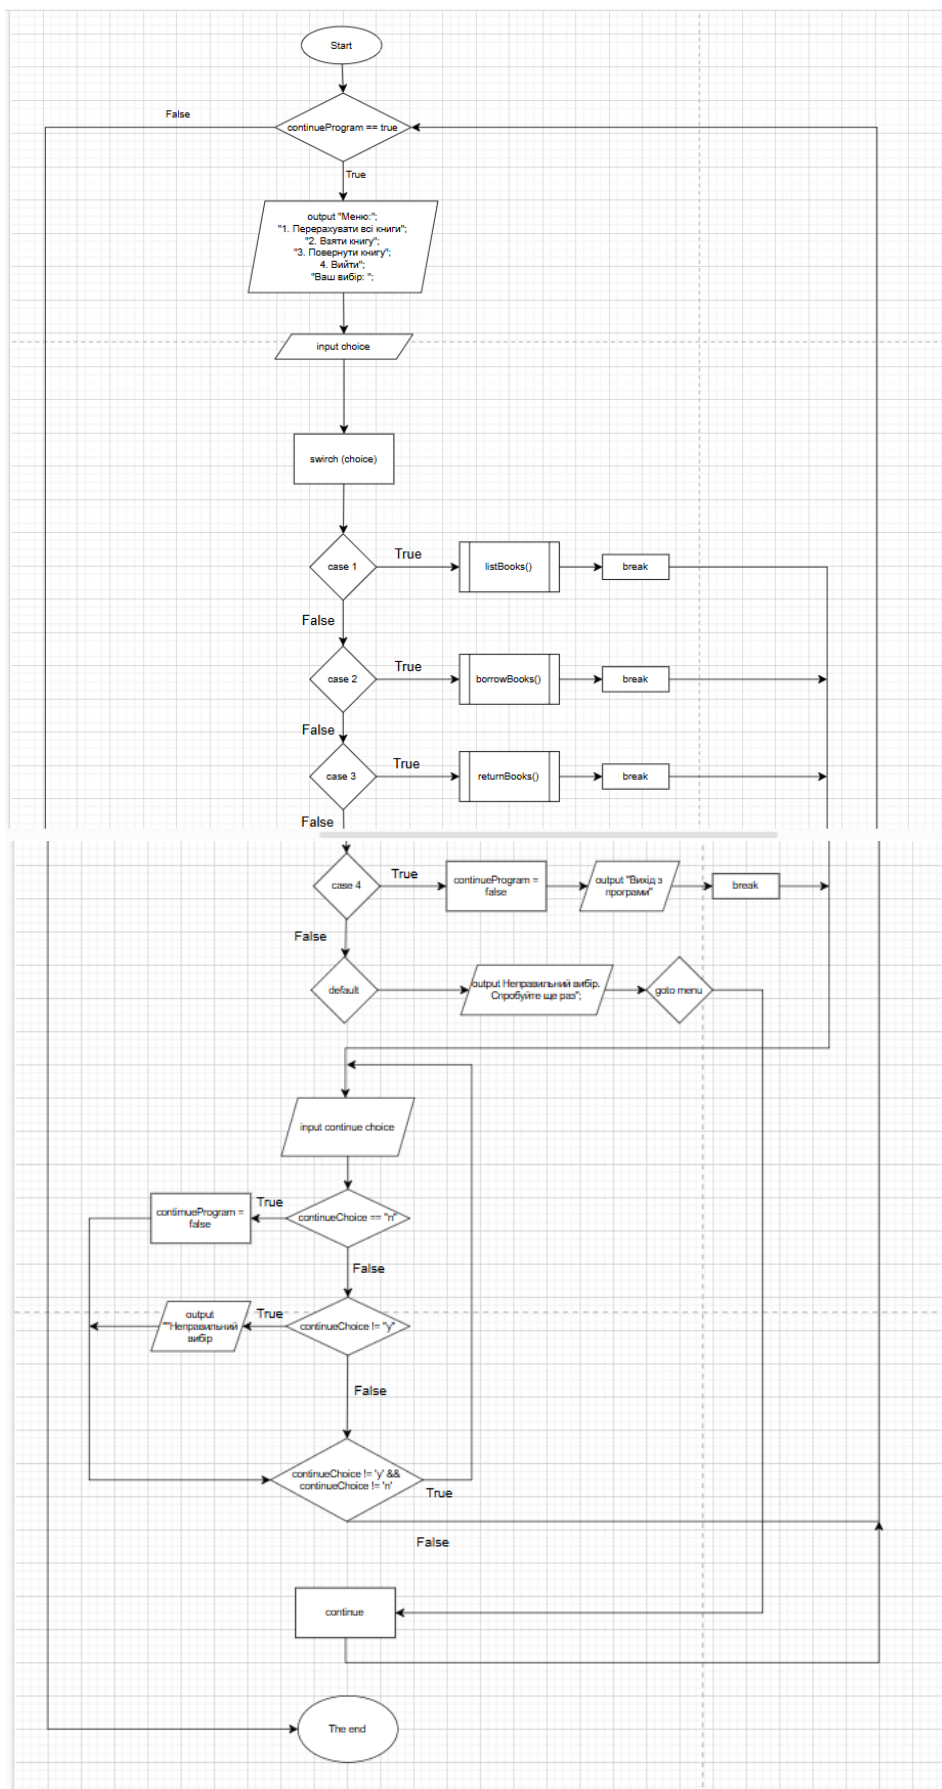 Start
False
continueProgram == true
True
output "Меню:";
"1. Перерахувати всі книги";
"2. Взяти книгу";
"3. Повернути книгу";
4. Вийти";
"Ваш вибір: ";
input choice
swirch (choice)
case 1
True
listBooks()
break
False
case 2
True
borrowBooks()
break
False
case 3
True
returnBooks()
break
False
case 4
True
continueProgram =
false
output "Вихід з
програми"
break
False
default
output Неправильний вибір.
Спробуйте ще раз";
goto menu
input continue choice
contimueProgram =
false
True
continueChoice == "n"
False
output
""Неправильний
вибір
True
continueChoice != "y"
False
continueChoice != 'y' &&
continueChoice != 'n'
True
False
continue
The end